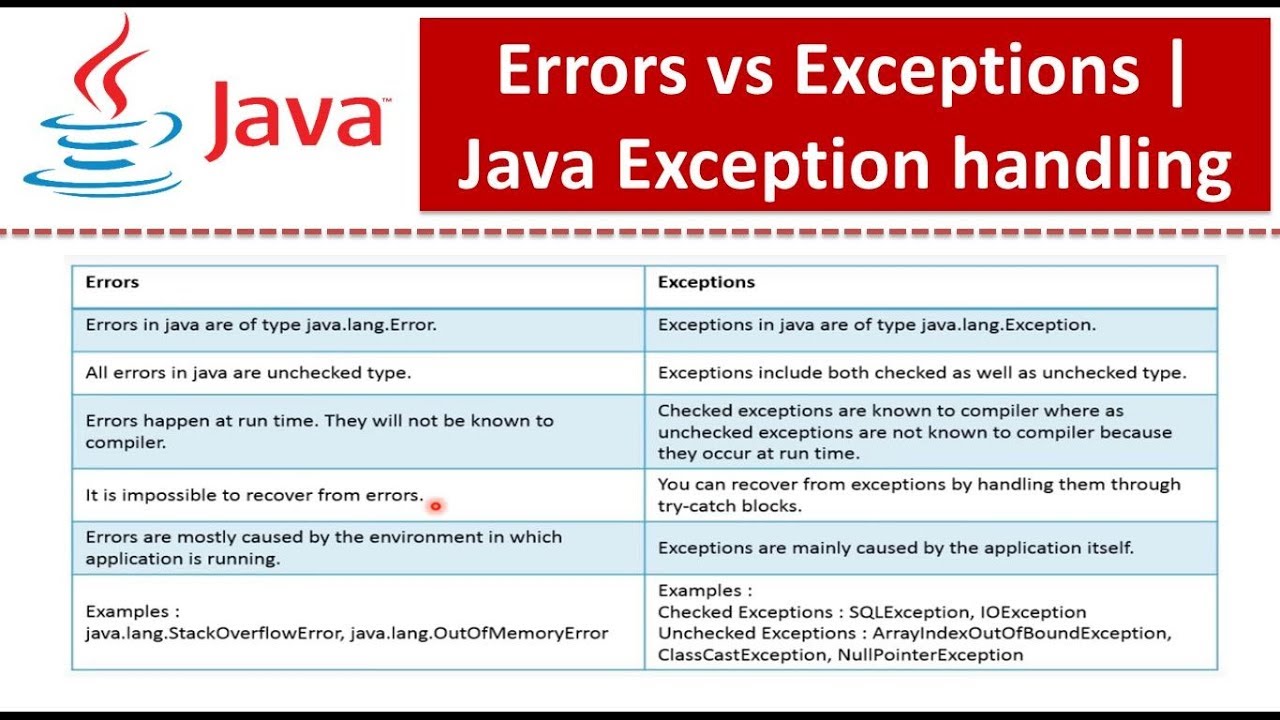 Java™
Errors vs Exceptions |
Java Exception handling
Errors
Exceptions
Errors in java are of type java.lang.Error.
Exceptions in java are of type java.lang.Exception.
All errors in java are unchecked type.
Exceptions include both checked as well as unchecked type.
Errors happen at run time. They will not be known to
compiler.
Checked exceptions are known to compiler where as
unchecked exceptions are not known to compiler because
they occur at run time.
It is impossible to recover from errors.
You can recover from exceptions by handling them through
try-catch blocks.
Errors are mostly caused by the environment in which
application is running.
Exceptions are mainly caused by the application itself.
Examples :
java.lang.StackOverflowError, java.lang.OutOfMemoryError
Examples :
Checked Exceptions : SQLException, IOException
Unchecked Exceptions : ArrayIndexOutOfBoundException,
ClassCastException, NullPointerException